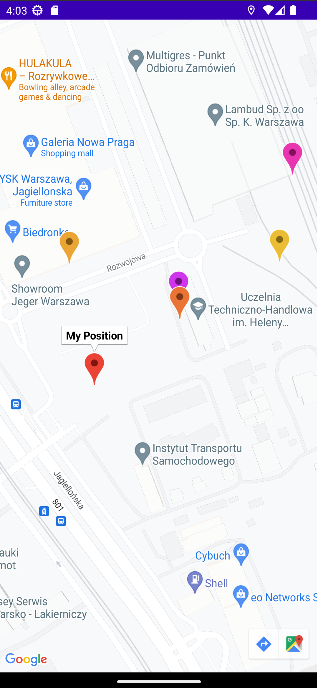 4:03
HULAKULA
– Rozrywkowe...
Bowling alley, arcade
games & dancing
Multigres - Punkt
Odbioru Zamówień
Lambud Sp. z oo
Sp. K. Warszawa
Galeria Nowa Praga
Shopping mall
YSK Warszawa,
Jagiellonska
Furniture store
Biedronka
Rozwojowa
Showroom
Jeger Warszawa
Uczelnia
Techniczno-Handlowa
im. Heleny...
My Position
Instytut Transportu
Samochodowego
Jagiellońska
801
auki
mot
Cybuch
Shell
eo Networks S
sey Serwis
arsko - Lakierniczy
Google